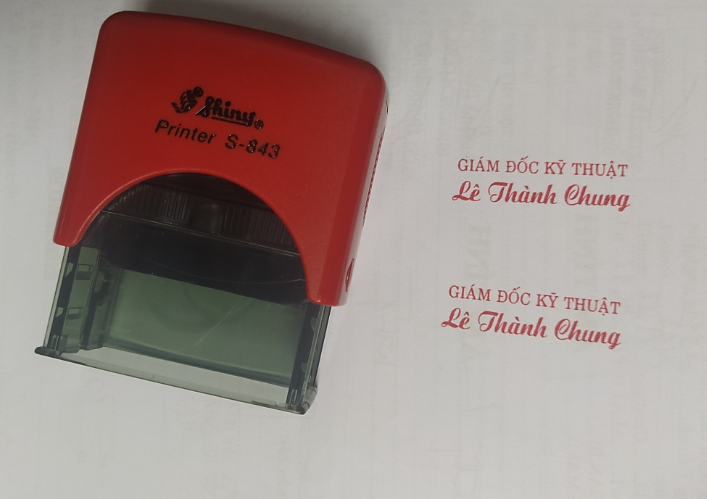 Shiny
Printer S-843
GIÁM ĐỐC KỸ THUẬT
Lê Thành Chung
GIÁM ĐỐC KỸ THUẬT
Lê Thành Chung